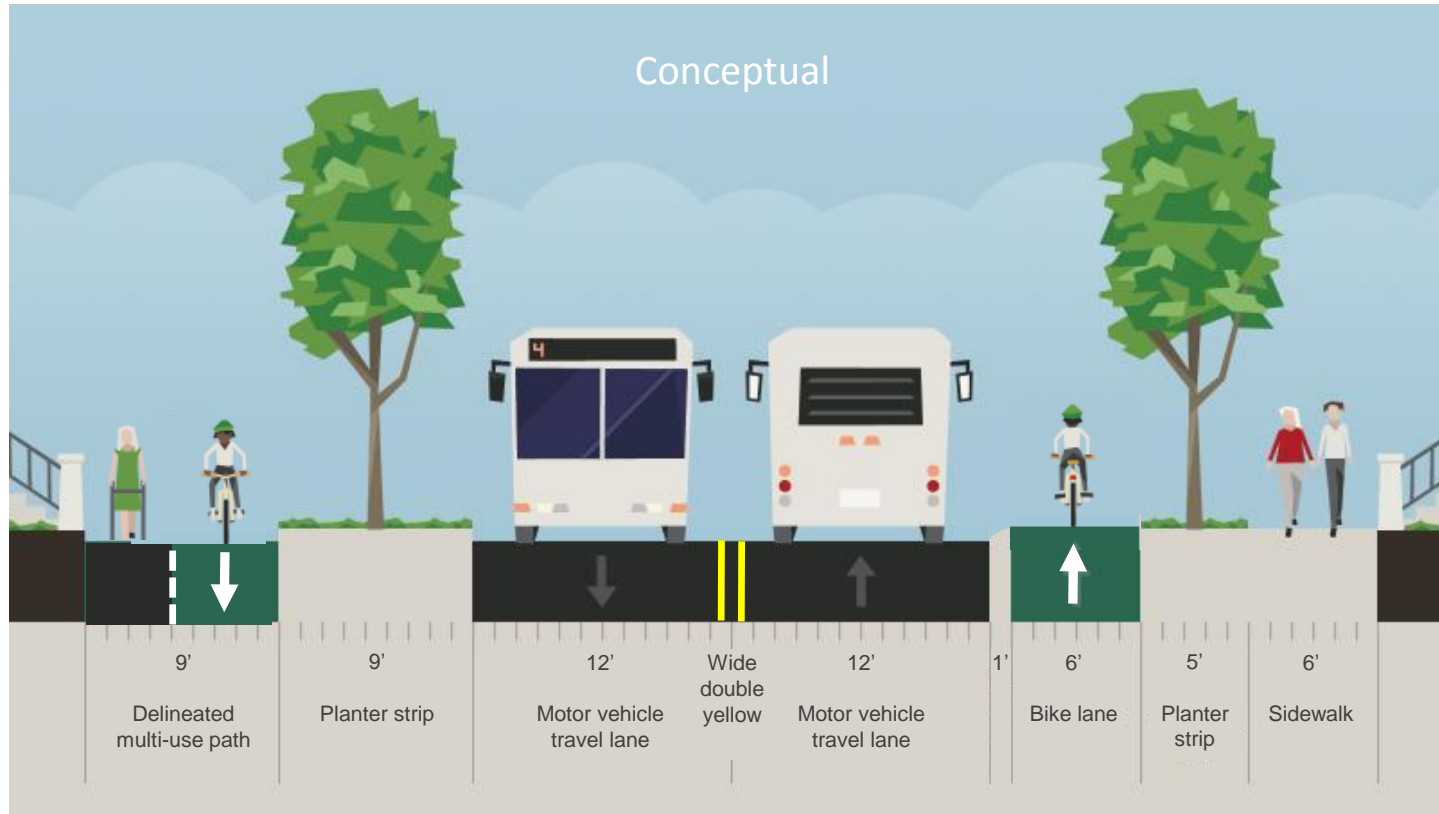 Conceptual
4
9’
Delineated
multi-use path
9’
Planter strip
12’
Motor vehicle
travel lane
Wide
double
yellow
12’
Motor vehicle
travel lane
1’
6’
Bike lane
5’
Planter
strip
6’
Sidewalk